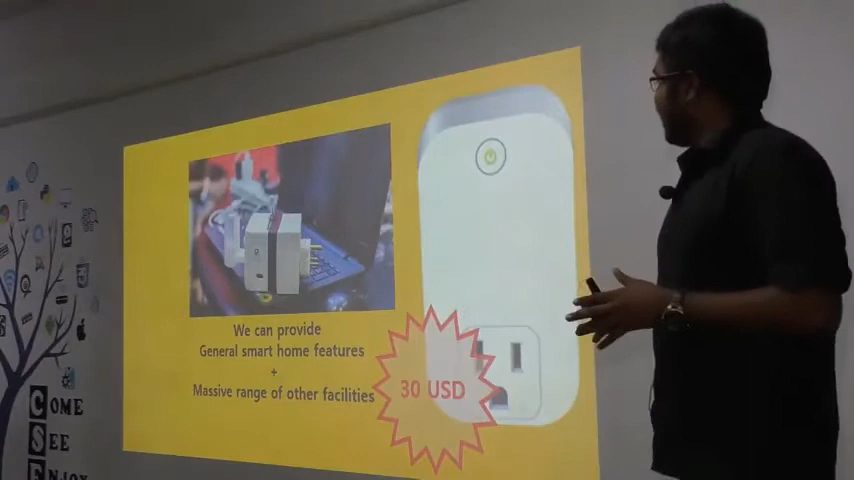 We can provide
General smart home features
+
Massive range of other facilities
30 USD
COME
SEE
ENJOY